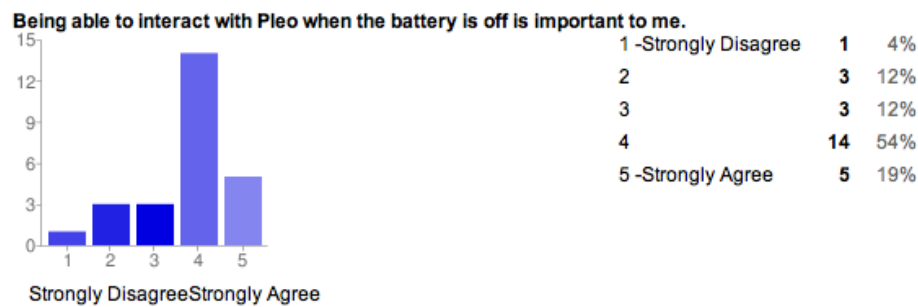 Being able to interact with Pleo when the battery is off is important to me.
15
12
9
6
3
0
1 2 3 4 5
Strongly DisagreeStrongly Agree
1 -Strongly Disagree 1 4%
2 3 12%
3 3 12%
4 14 54%
5 -Strongly Agree 5 19%